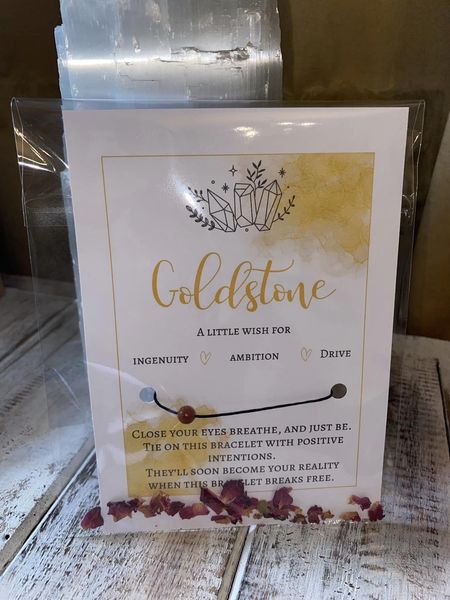 Goldstone
A little wish for
ingenuity ambition Drive
Close your eyes breathe, and just be.
Tie on this bracelet with positive
intentions.
They'll soon become your reality
when this bracelet breaks free.